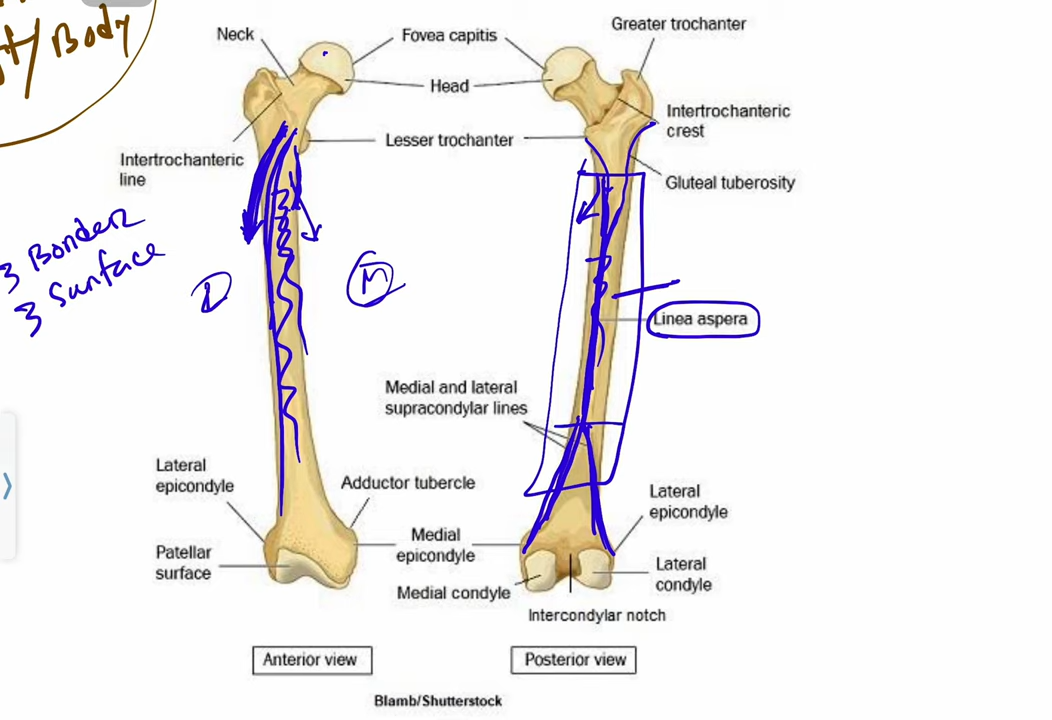 Body
Greater trochanter
Neck
Fovea capitis
Head
Intertrochanteric
crest
Lesser trochanter
Intertrochanteric
line
Gluteal tuberosity
3 Borderz
3 Surface
L
M
Linea aspera
Medial and lateral
supracondylar lines
Lateral
epicondyle
Adductor tubercle
Lateral
epicondyle
Medial
epicondyle
Patellar
surface
Lateral
condyle
Medial condyle
Intercondylar notch
Anterior view
Posterior view
Blamb/Shutterstock